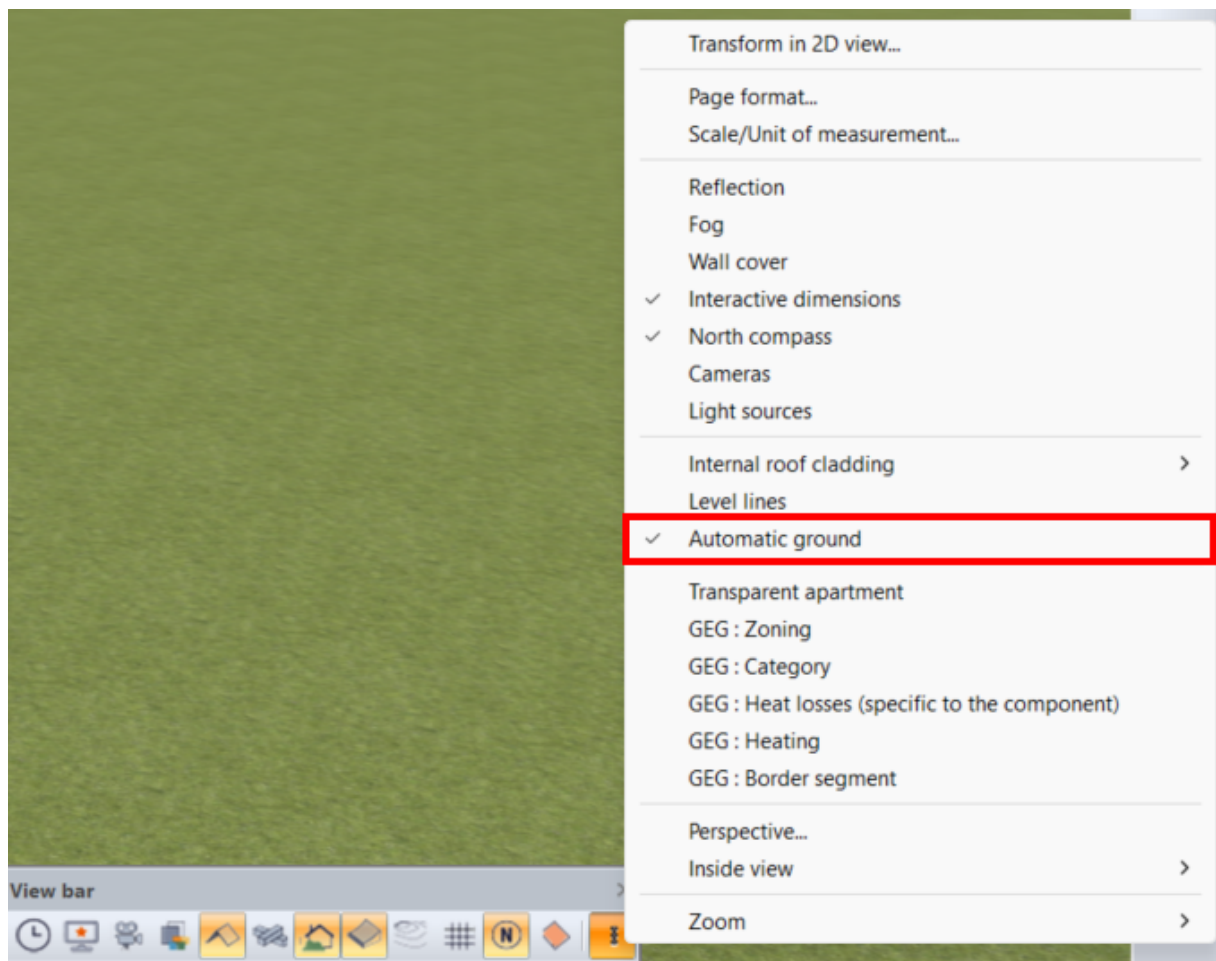 Transform in 2D view...
Page format...
Scale/Unit of measurement...
Reflection
Fog
Wall cover
Interactive dimensions
North compass
Cameras
Light sources
Internal roof cladding
Level lines
Automatic ground
Transparent apartment
GEG : Zoning
GEG : Category
GEG : Heat losses (specific to the component)
GEG : Heating
GEG : Border segment
Perspective...
Inside view
Zoom
View bar
N